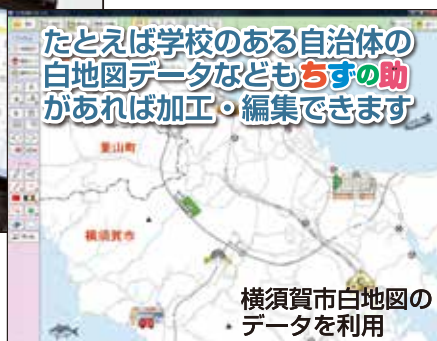 たとえば学校のある自治体の
白地図データなどもちずの助
があれば加工・編集できます
葉山町
横須賀市
横須賀市白地図の
データを利用